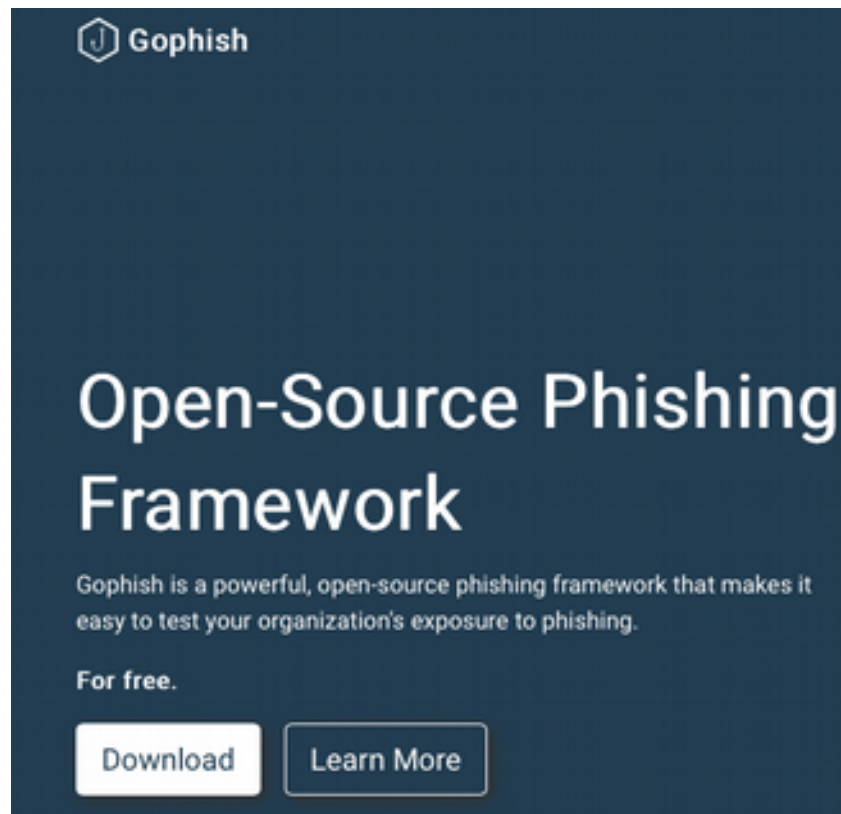 Gophish
Open-Source Phishing
Framework
Gophish is a powerful, open-source phishing framework that makes it
easy to test your organization's exposure to phishing.
For free.
Download
Learn More